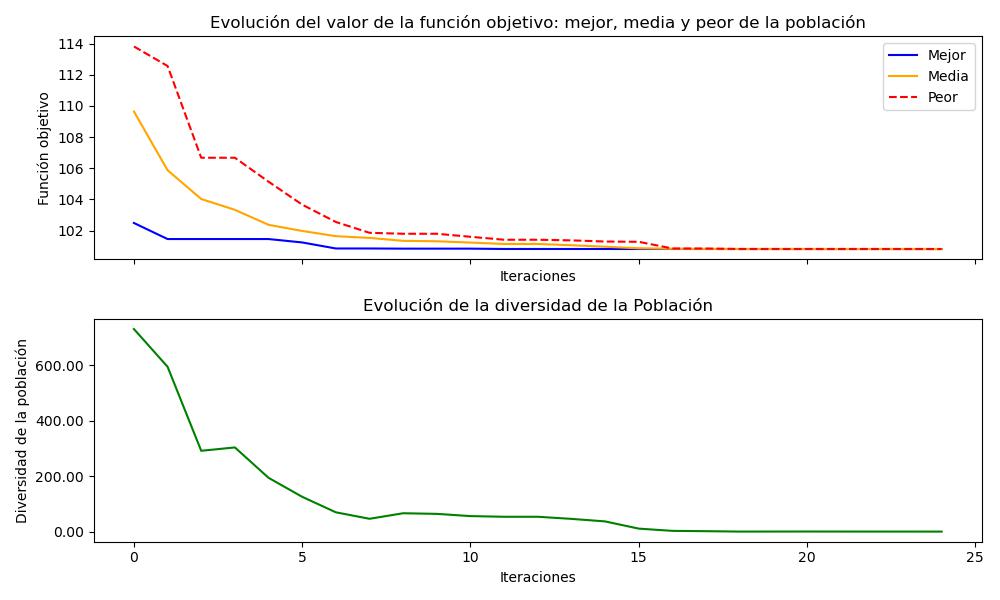 Evolución del valor de la función objetivo: mejor, media y peor de la población
Función objetivo
114
112
110
108
106
104
102
Mejor
Media
Peor
Iteraciones
Evolución de la diversidad de la Población
Diversidad de la población
600.00
400.00
200.00
0.00
0 5 10 15 20 25
Iteraciones